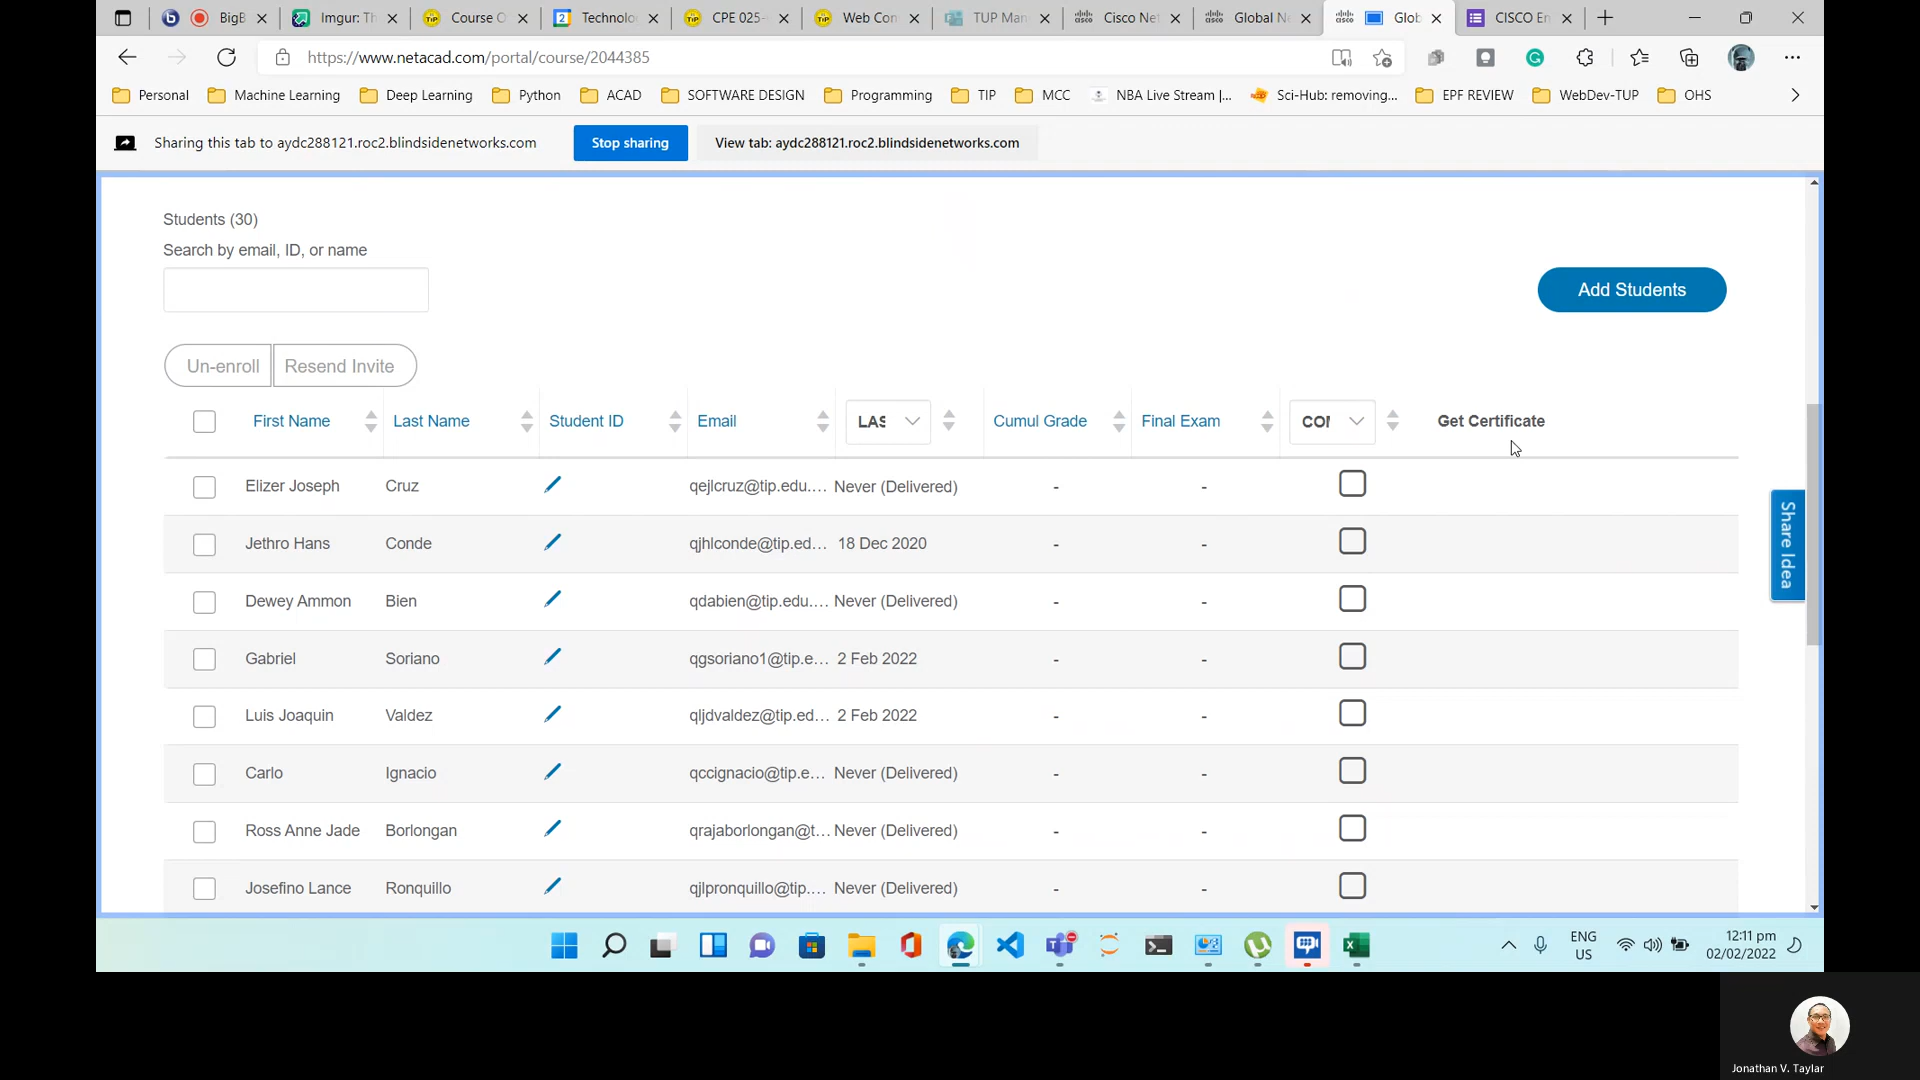 BigB
Imgur: Th
Course O
Technolo
CPE 025-
Web Con
TUP Man
Cisco Net
Global N
Glob
CISCO En
https://www.netacad.com/portal/course/2044385
Personal
Machine Learning
Deep Learning
Python
ACAD
SOFTWARE DESIGN
Programming
TIP
MCC
NBA Live Stream |...
Sci-Hub: removing...
EPF REVIEW
WebDev-TUP
OHS
Sharing this tab to aydc288121.roc2.blindsidenetworks.com
Stop sharing
View tab: aydc288121.roc2.blindsidenetworks.com
Students (30)
Search by email, ID, or name
Add Students
Un-enroll
Resend Invite
First Name Last Name Student ID Email LAS Cumul Grade Final Exam COI Get Certificate
Elizer Joseph Cruz qejlcruz@tip.edu.... Never (Delivered) - -
Jethro Hans Conde qjhlconde@tip.ed... 18 Dec 2020 - -
Dewey Ammon Bien qdabien@tip.edu.... Never (Delivered) - -
Gabriel Soriano qgsoriano1@tip.e... 2 Feb 2022 - -
Luis Joaquin Valdez qljdvaldez@tip.ed... 2 Feb 2022 - -
Carlo Ignacio qccignacio@tip.e... Never (Delivered) - -
Ross Anne Jade Borlongan qrajaborlongan@t... Never (Delivered) - -
Josefino Lance Ronquillo qjlpronquillo@tip.... Never (Delivered) - -
Share Idea
ENG
US
12:11 pm
02/02/2022
Jonathan V. Taylar